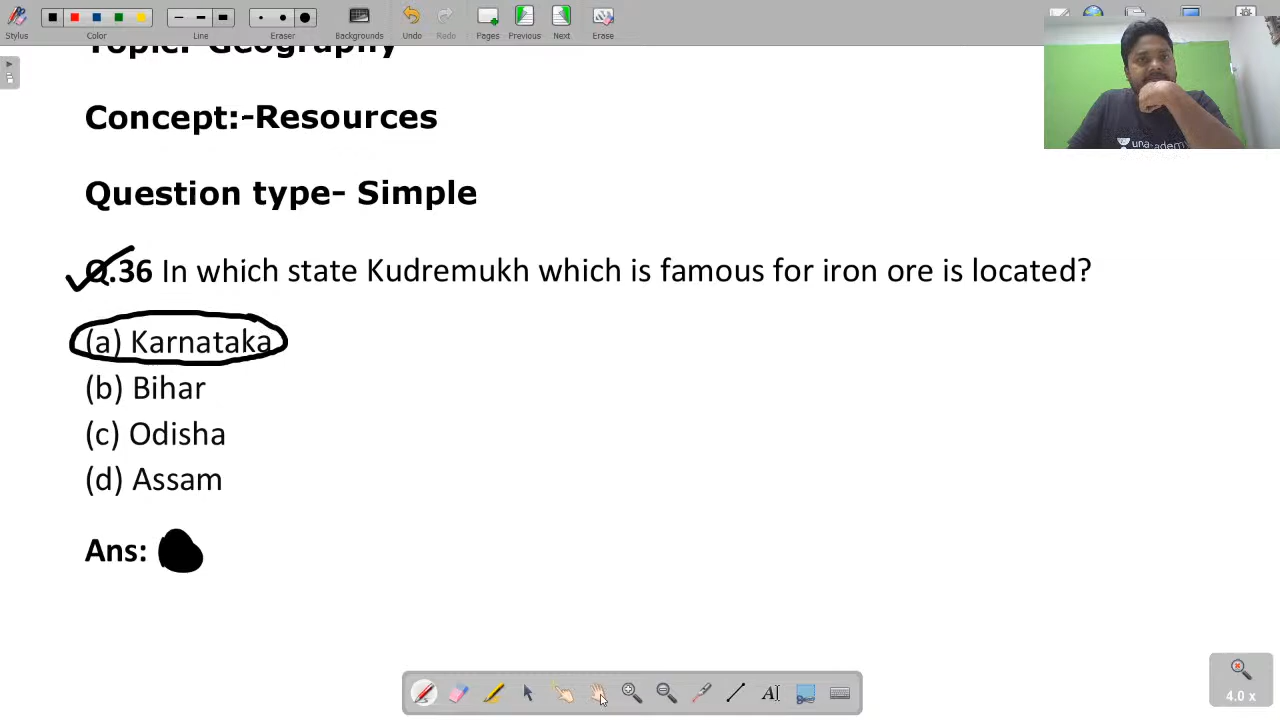 Stylus Color Line Eraser Backgrounds Undo Redo Pages Previous Next Erase
Topic: Geography
Concept:-Resources
Question type- Simple
Q.36 In which state Kudremukh which is famous for iron ore is located?
(a) Karnataka
(b) Bihar
(c) Odisha
(d) Assam
Ans:
una
adem
4.0 x